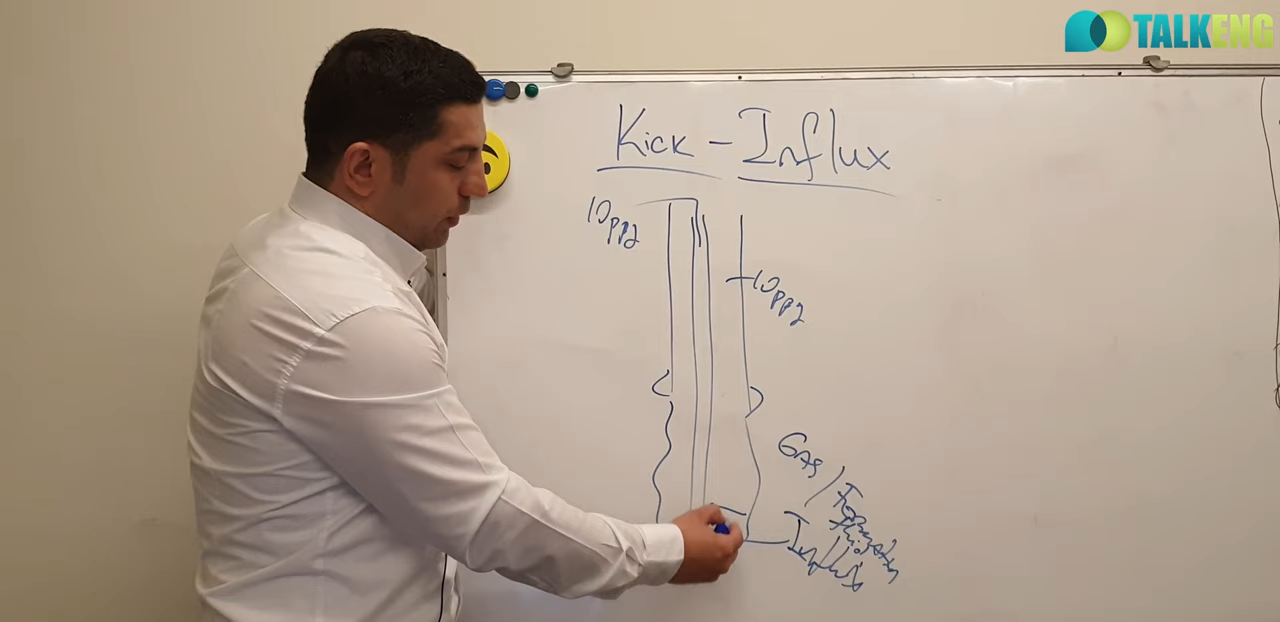 TALKENG
Kick - Influx
10ppg
10ppg
Gas /
Formation
fluid
Influx